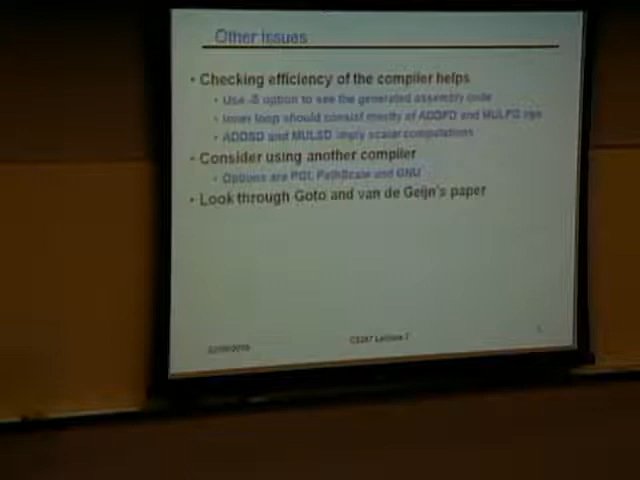 Other issues
• Checking efficiency of the compiler helps
• Use -S option to see the generated assembly code
• Inner loop should consist mostly of ADDPD and MULPD ops
• ADDSD and MULSD imply scalar computations
• Consider using another compiler
• Options are PGI, PathScale and GNU
• Look through Goto and van de Geijn's paper
CS267 Lecture 7